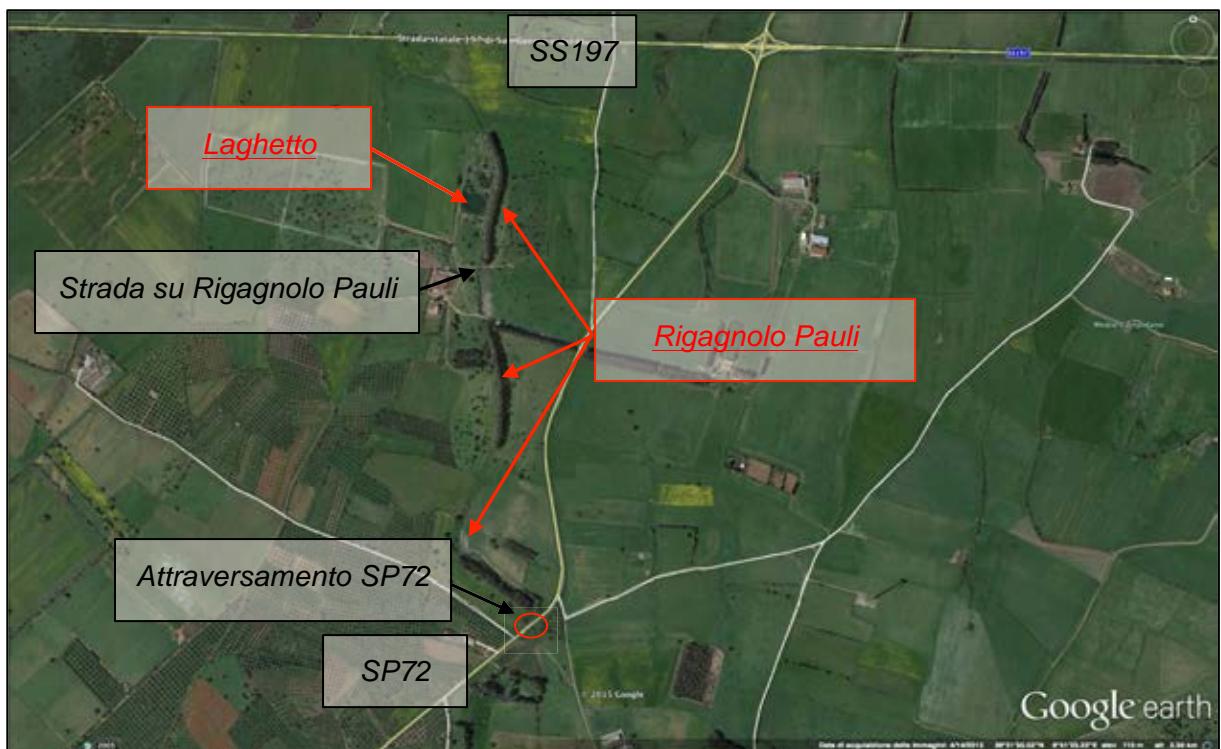 SS197
Laghetto
Strada su Rigagnolo Pauli
Rigagnolo Pauli
Attraversamento SP72
SP72
© 2015 Google
Google earth